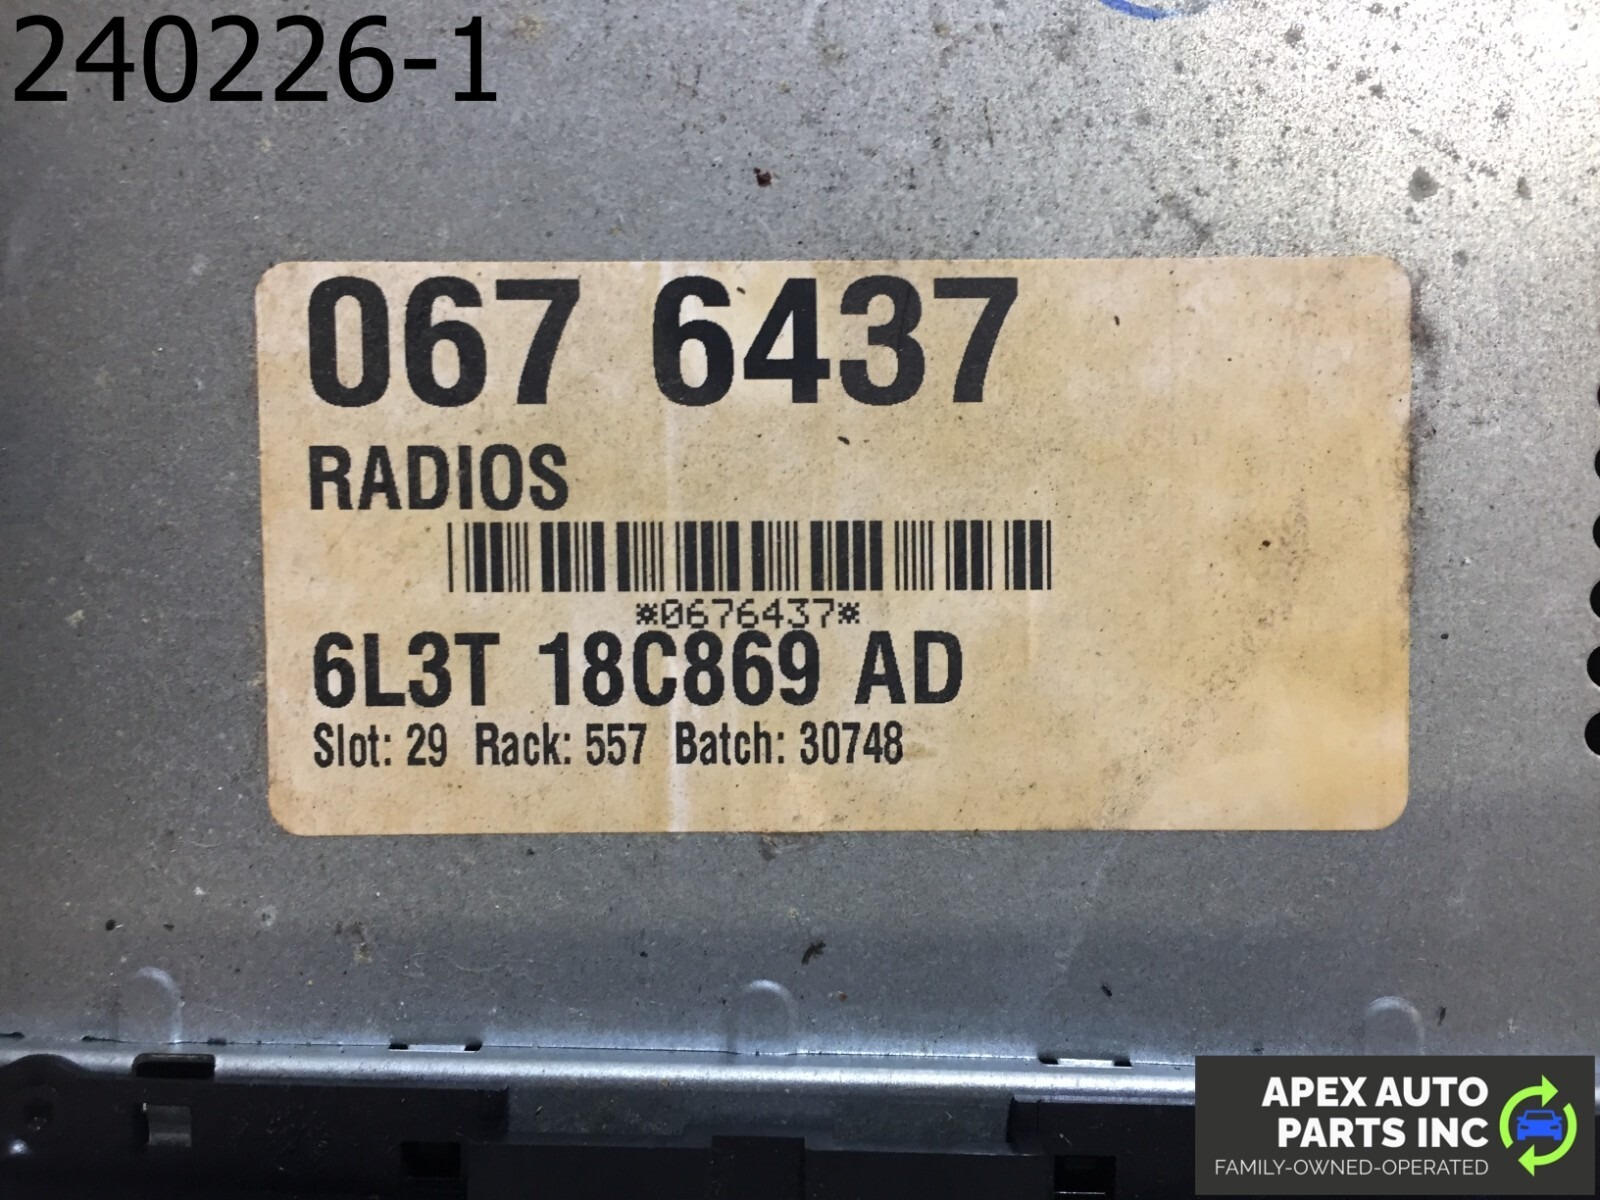 240226-1
067 6437
RADIOS
*0676437*
6L3T 18C869 AD
Slot: 29 Rack: 557 Batch: 30748
APEX AUTO
PARTS INC
FAMILY-OWNED-OPERATED